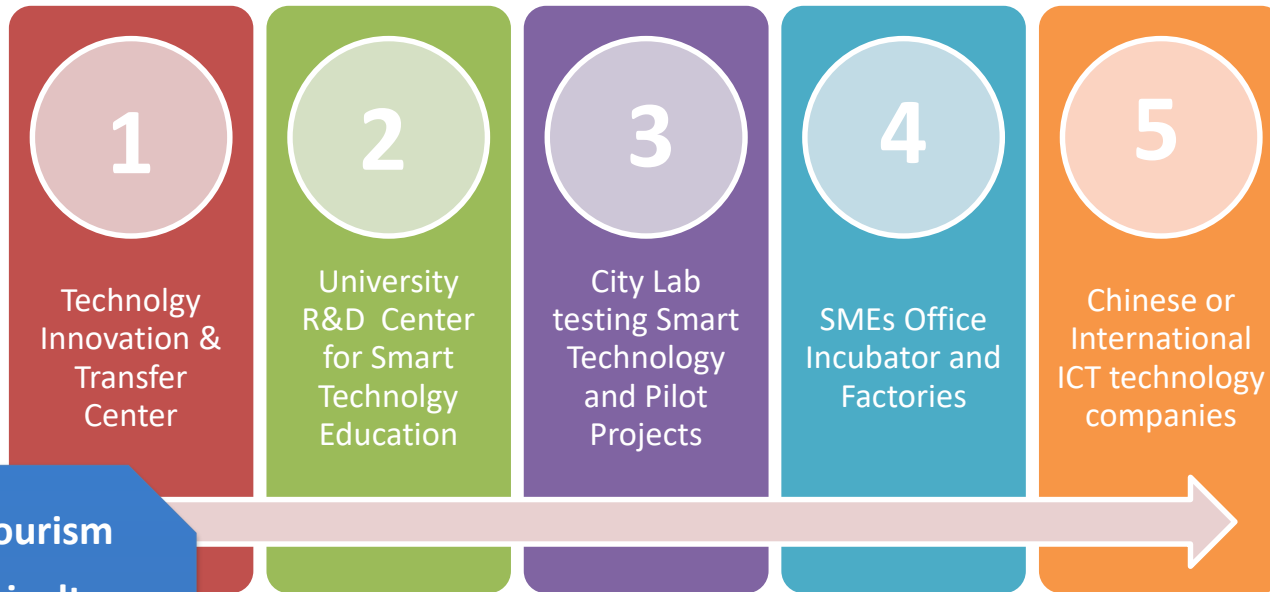 1
Technolgy
Innovation &
Transfer
Center
2
University
R&D Center
for Smart
Technolgy
Education
3
City Lab
testing Smart
Technology
and Pilot
Projects
4
SMEs Office
Incubator and
Factories
5
Chinese or
International
ICT technology
companies
ourism